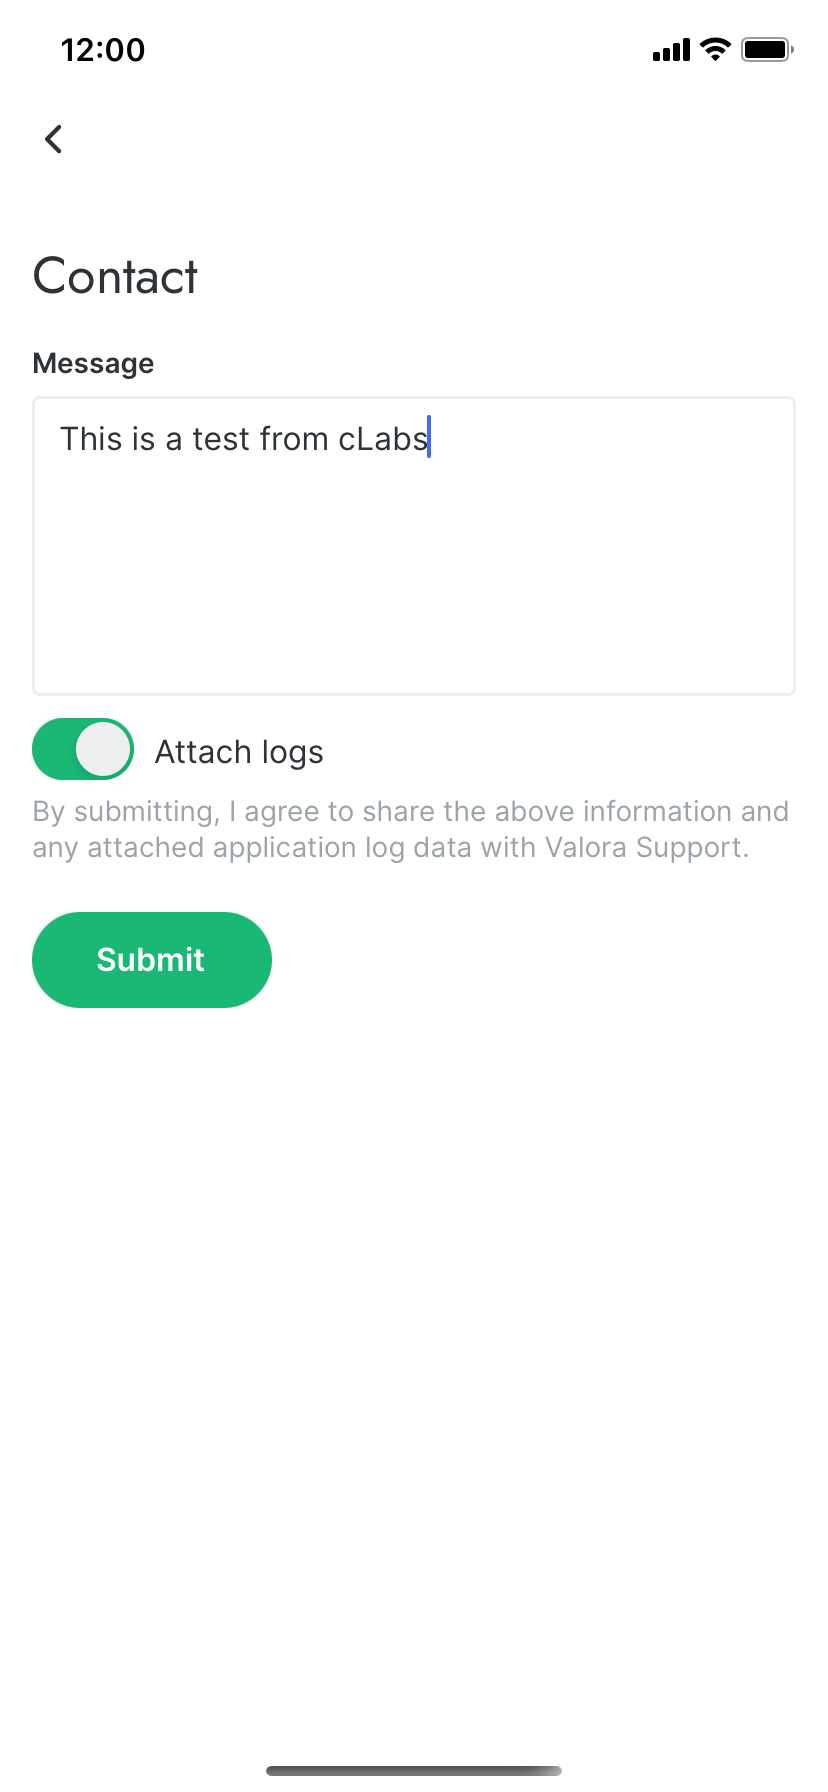 12:00
Contact
Message
This is a test from cLabs
Attach logs
By submitting, I agree to share the above information and
any attached application log data with Valora Support.
Submit